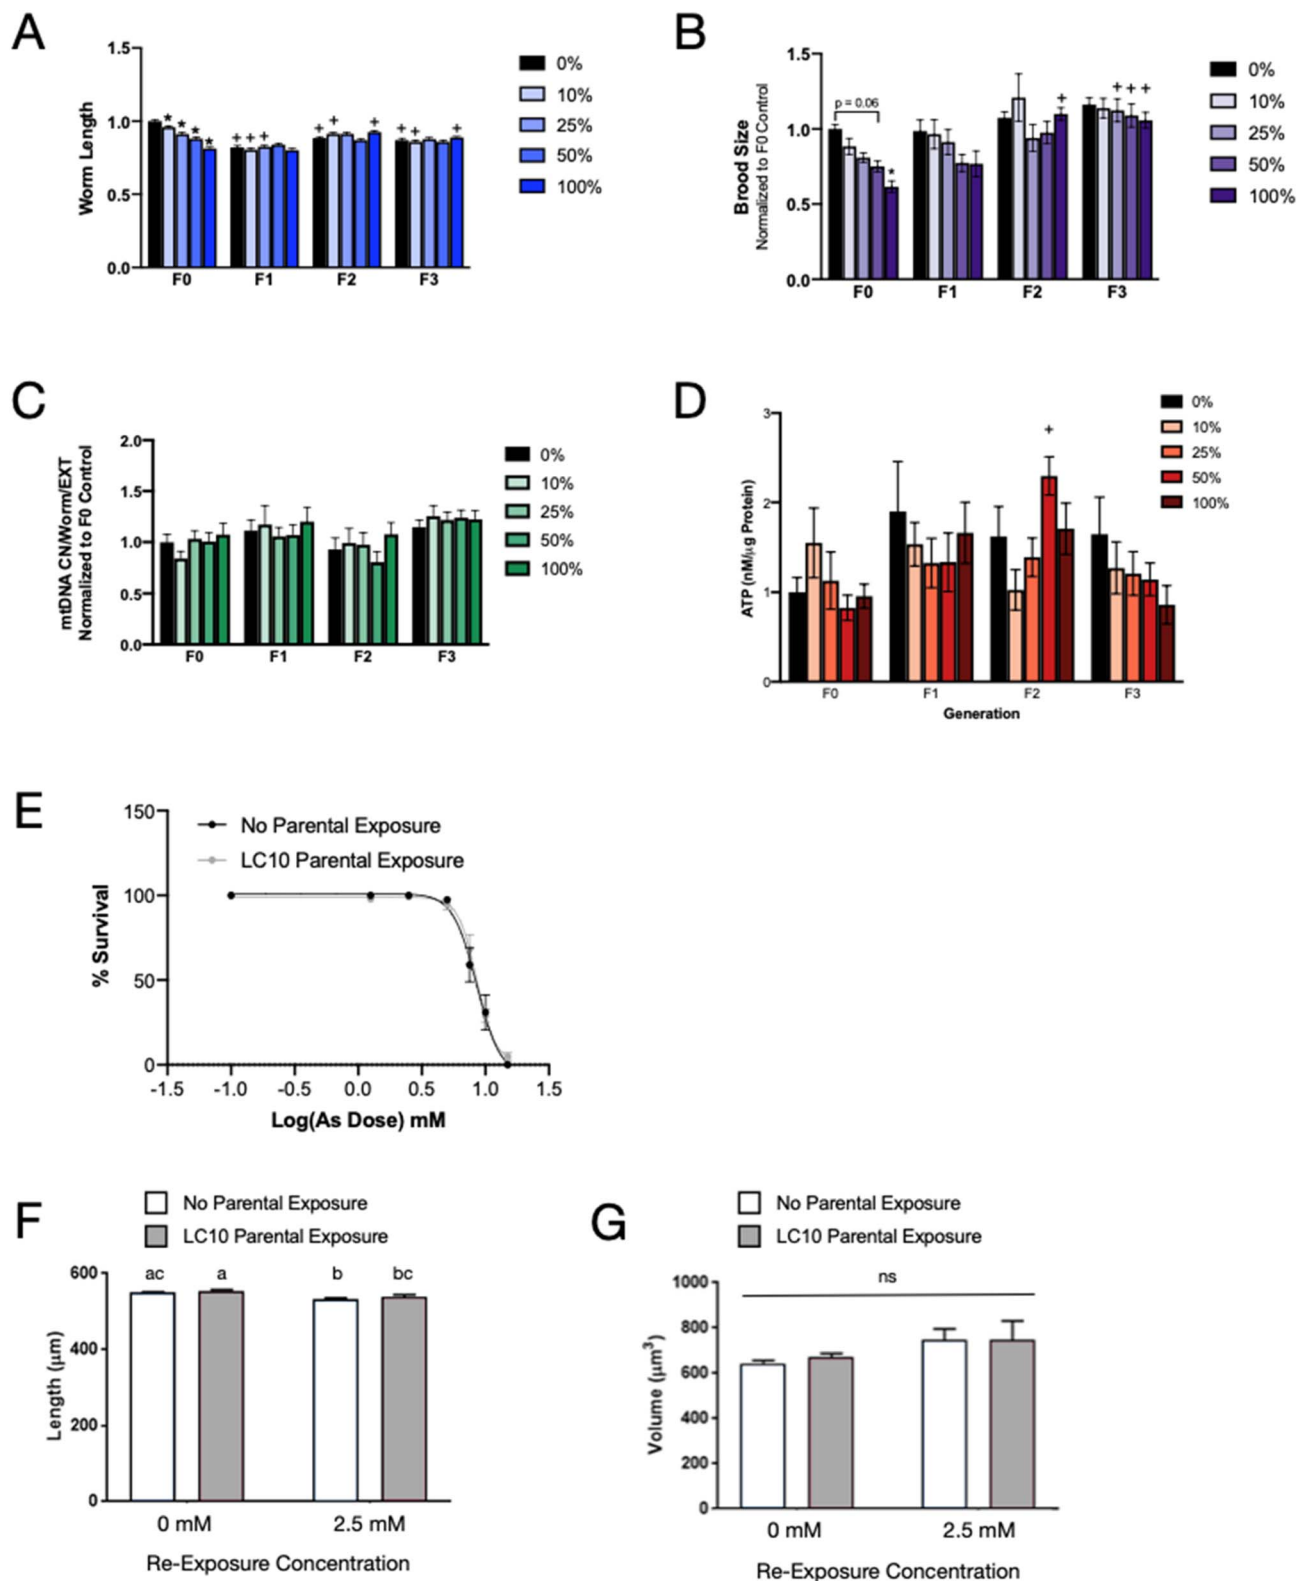 A
Worm Length
1.5
1.0
0.5
0.0
★ ★ ★ ★
+ + +
+ + +
+ + +
F0 F1 F2 F3
0%
10%
25%
50%
100%
B
Brood Size
Normalized to F0 Control
1.5
1.0
0.5
0.0
p = 0.06
*
+
+ + +
F0 F1 F2 F3
0%
10%
25%
50%
100%
C
mtDNA CN/Worm/EXT
Normalized to F0 Control
2.0
1.5
1.0
0.5
0.0
F0 F1 F2 F3
0%
10%
25%
50%
100%
D
ATP (nM/µg Protein)
3
2
1
0
+
F0 F1 F2 F3
Generation
0%
10%
25%
50%
100%
E
No Parental Exposure
LC10 Parental Exposure
% Survival
150
100
50
0
-1.5 -1.0 -0.5 0.0 0.5 1.0 1.5
Log(As Dose) mM
F
No Parental Exposure
LC10 Parental Exposure
Length (µm)
600
400
200
0
ac a b bc
0 mM 2.5 mM
Re-Exposure Concentration
G
No Parental Exposure
LC10 Parental Exposure
Volume (µm³)
1000
800
600
400
200
0
ns
0 mM 2.5 mM
Re-Exposure Concentration